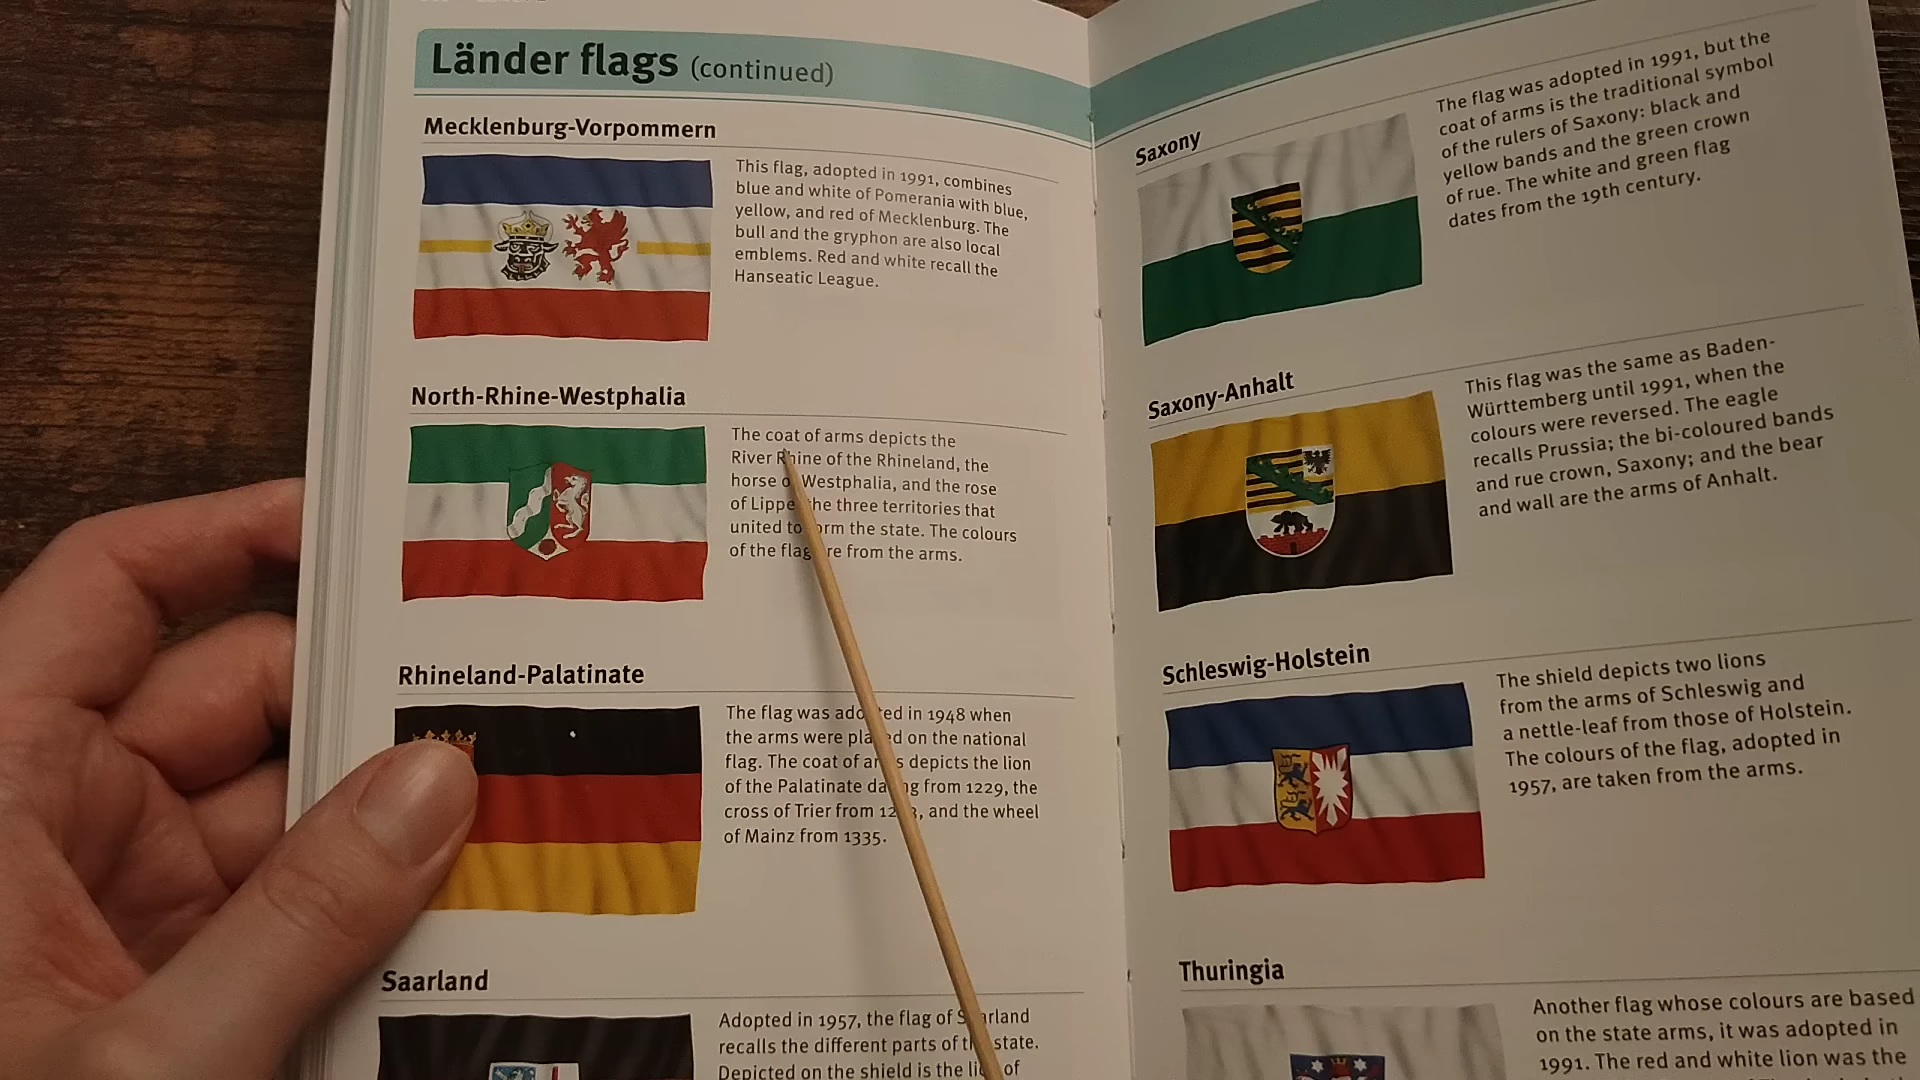 Länder flags (continued)
Mecklenburg-Vorpommern
This flag, adopted in 1991, combines
blue and white of Pomerania with blue,
yellow, and red of Mecklenburg. The
bull and the gryphon are also local
emblems. Red and white recall the
Hanseatic League.
North-Rhine-Westphalia
The coat of arms depicts the
River Rhine of the Rhineland, the
horse of Westphalia, and the rose
of Lippe, the three territories that
united to form the state. The colours
of the flag are from the arms.
Rhineland-Palatinate
The flag was adopted in 1948 when
the arms were placed on the national
flag. The coat of arms depicts the lion
of the Palatinate dating from 1229, the
cross of Trier from and the wheel
of Mainz from 1335.
Saarland
Adopted in 1957, the flag of Saarland
recalls the different parts of the state.
Depicted on the shield is the lion of
Saxony
The flag was adopted in 1991, but the
coat of arms is the traditional symbol
of the rulers of Saxony: black and
yellow bands and the green crown
of rue. The white and green flag
dates from the 19th century.
Saxony-Anhalt
This flag was the same as Baden-
Württemberg until 1991, when the
colours were reversed. The eagle
recalls Prussia; the bi-coloured bands
and rue crown, Saxony; and the bear
and wall are the arms of Anhalt.
Schleswig-Holstein
The shield depicts two lions
from the arms of Schleswig and
a nettle-leaf from those of Holstein.
The colours of the flag, adopted in
1957, are taken from the arms.
Thuringia
Another flag whose colours are based
on the state arms, it was adopted in
1991. The red and white lion was the